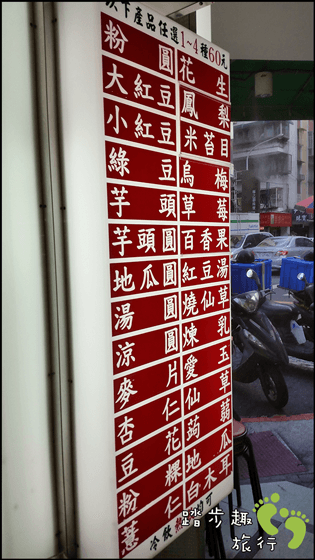 以下產品任選1~4種60元
粉圓 花生
大紅豆 鳳梨
小紅豆 米苔目
綠豆 烏梅
芋頭 草莓
芋頭圓 百香果
地瓜圓 紅豆湯
湯圓 燒仙草
涼圓 煉乳
麥片 愛玉
杏仁 仙草
豆花 蒟蒻
粉粿 地瓜
薏仁 白木耳
冷飲
可
踏步趣
旅行